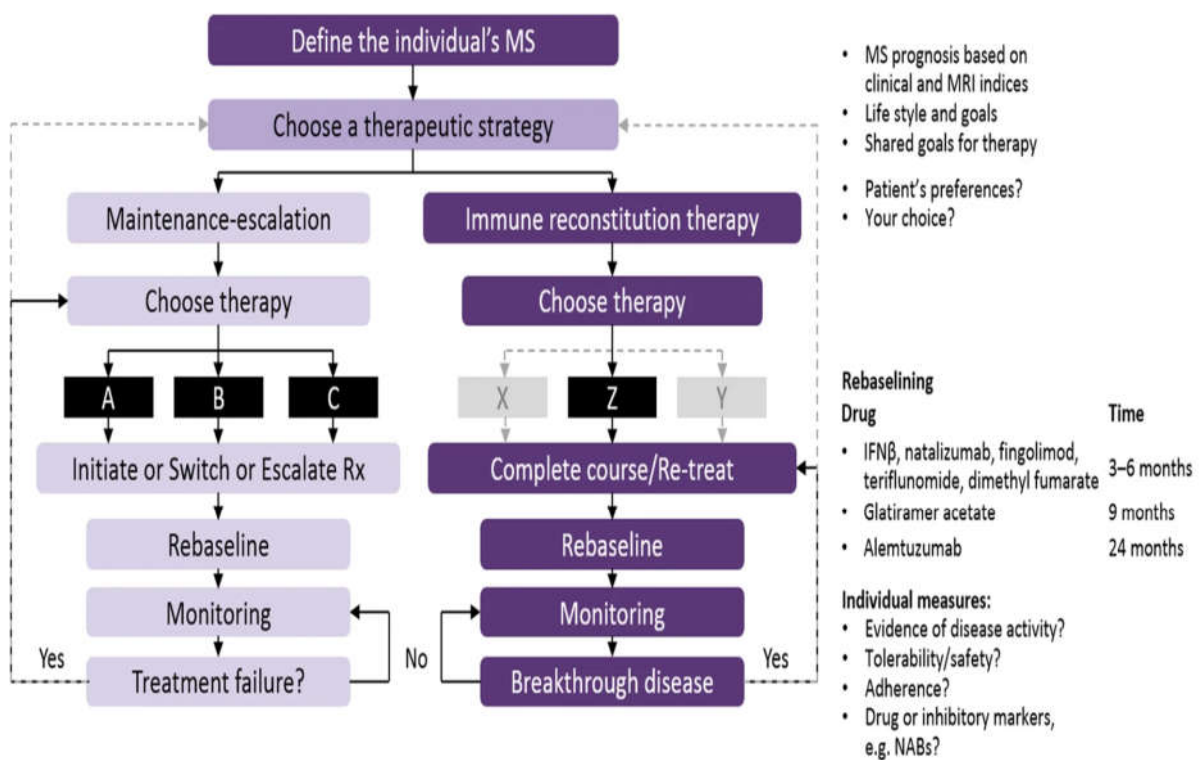 Define the individual's MS
Choose a therapeutic strategy
Maintenance-escalation
Immune reconstitution therapy
Choose therapy
Choose therapy
A
B
C
X
Z
Y
Initiate or Switch or Escalate Rx
Complete course/Re-treat
Rebaseline
Rebaseline
Monitoring
Monitoring
Yes
Treatment failure?
No
Breakthrough disease
Yes
• MS prognosis based on
clinical and MRI indices
• Life style and goals
• Shared goals for therapy
• Patient's preferences?
• Your choice?
Rebaselining
Drug Time
• IFNβ, natalizumab, fingolimod,
teriflunomide, dimethyl fumarate 3–6 months
• Glatiramer acetate 9 months
• Alemtuzumab 24 months
Individual measures:
• Evidence of disease activity?
• Tolerability/safety?
• Adherence?
• Drug or inhibitory markers,
e.g. NABs?